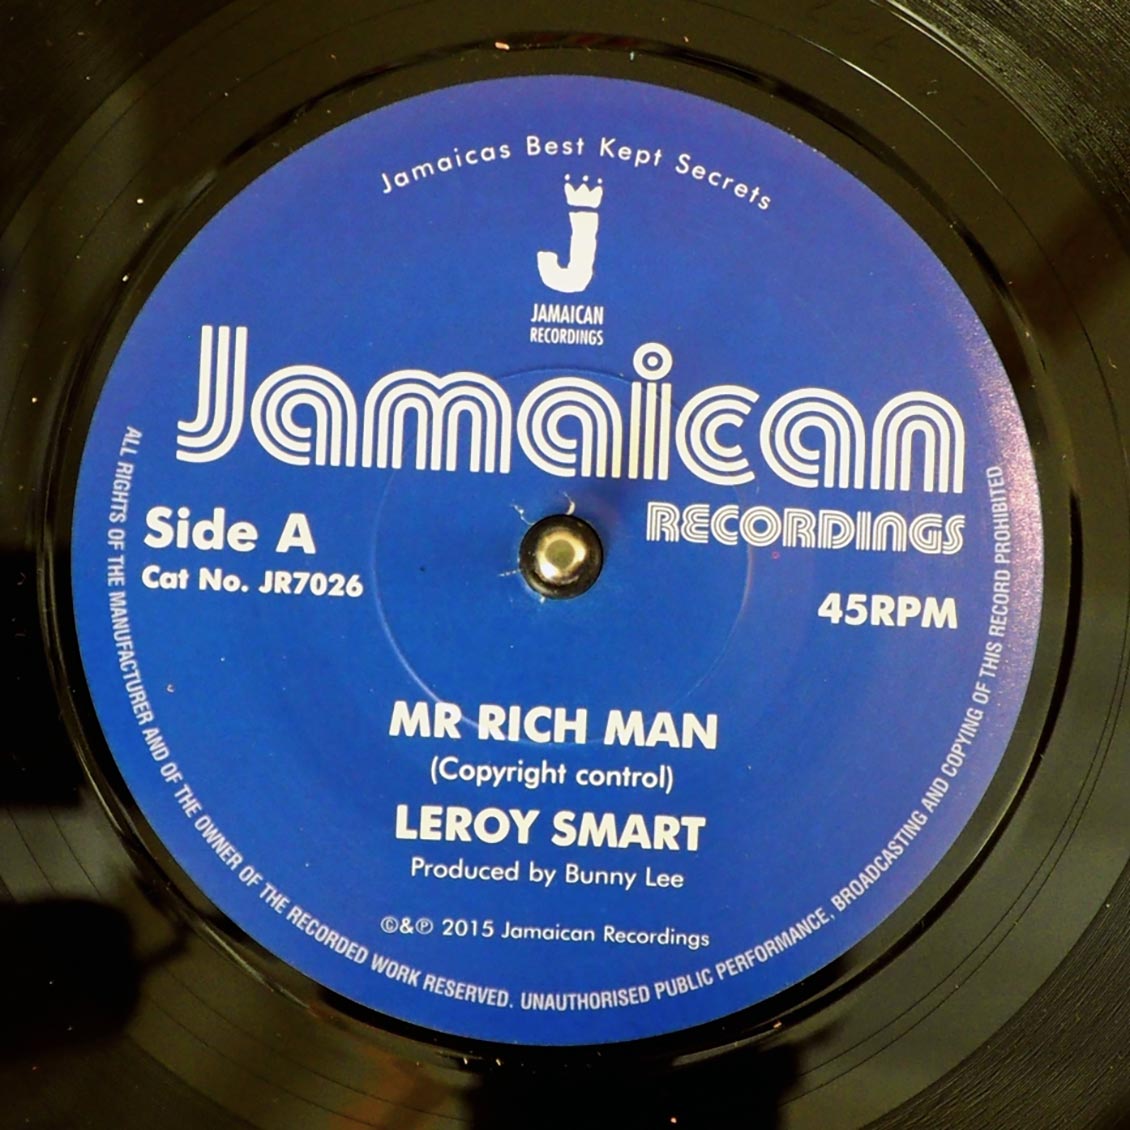 Jamaicas Best Kept Secrets
J
JAMAICAN
RECORDINGS
Jamaican
RECORDINGS
Side A
Cat No. JR7026
45RPM
MR RICH MAN
(Copyright control)
LEROY SMART
Produced by Bunny Lee
©&℗ 2015 Jamaican Recordings
ALL RIGHTS OF THE MANUFACTURER AND OF THE OWNER OF THE RECORDED WORK RESERVED. UNAUTHORISED PUBLIC PERFORMANCE, BROADCASTING AND COPYING OF THIS RECORD PROHIBITED